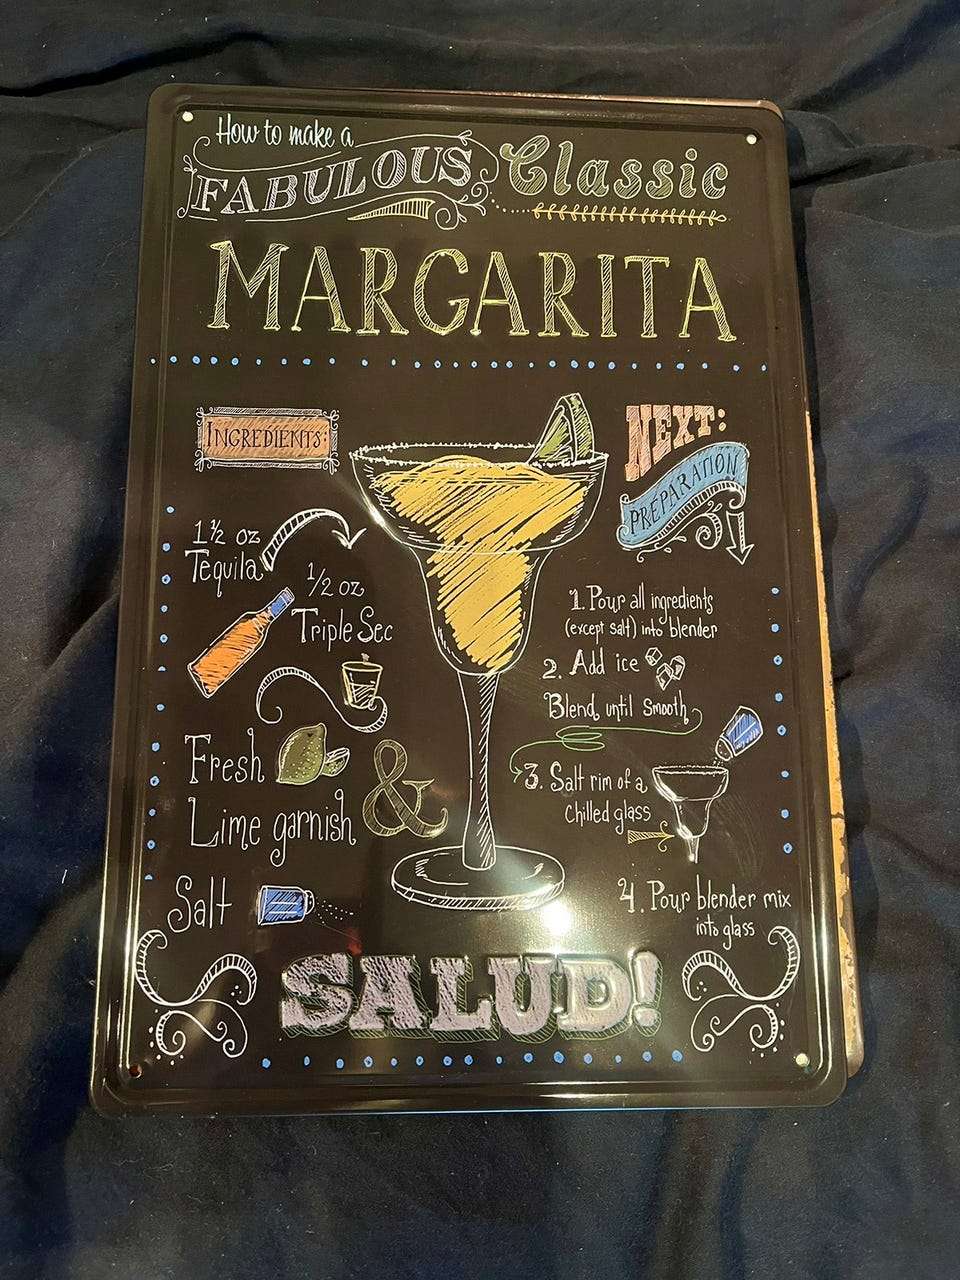 How to make a
FABULOUS Classic
MARGARITA
INGREDIENTS:
1 ½ oz
Tequila
1/2 oz
Triple Sec
Fresh
Lime garnish
&
Salt
NEXT:
PREPARATION
1. Pour all ingredients
(except salt) into blender
2. Add ice
Blend until smooth
3. Salt rim of a
chilled glass
4. Pour blender mix
into glass
SALUD!